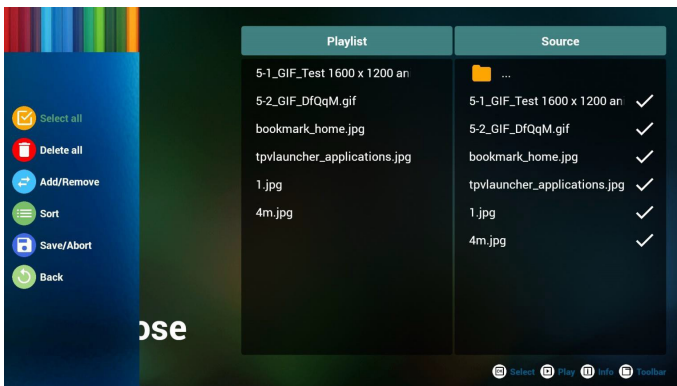 Playlist
Source
5-1_GIF_Test 1600 x 1200 an
5-2_GIF_DfQqM.gif
bookmark_home.jpg
tpvlauncher_applications.jpg
1.jpg
4m.jpg
...
5-1_GIF_Test 1600 x 1200 an
5-2_GIF_DfQqM.gif
bookmark_home.jpg
tpvlauncher_applications.jpg
1.jpg
4m.jpg
Select all
Delete all
Add/Remove
Sort
Save/Abort
Back
ose
Select Play Info Toolbar